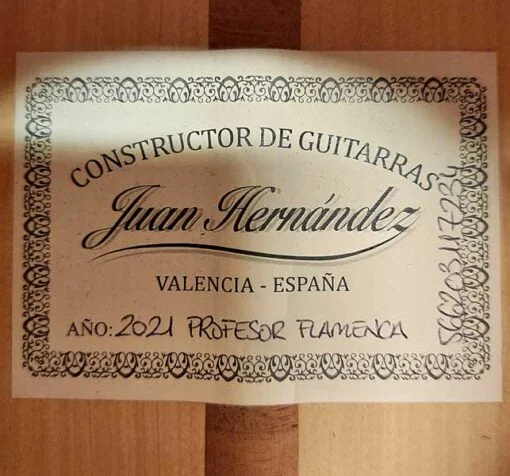 CONSTRUCTOR DE GUITARRAS
Juan Hernández
VALENCIA - ESPAÑA
AÑO: 2021 PROFESOR FLAMENCA